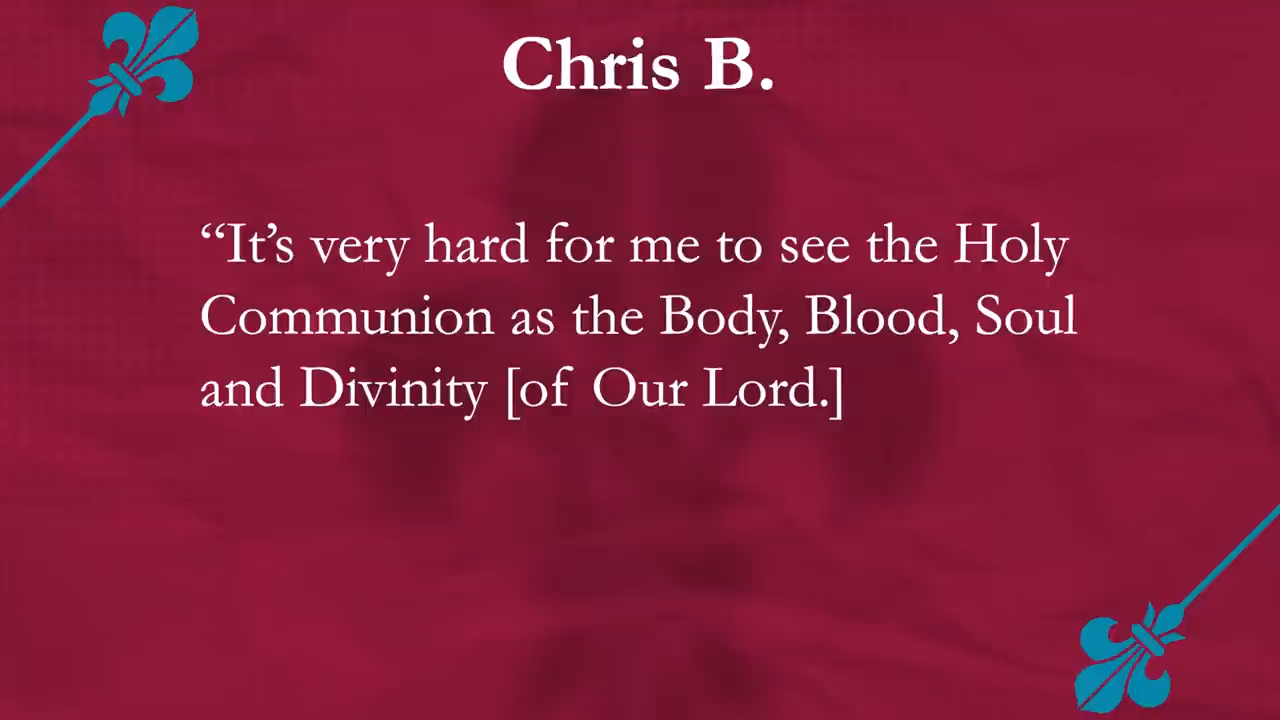 Chris B.
“It’s very hard for me to see the Holy
Communion as the Body, Blood, Soul
and Divinity [of Our Lord.]